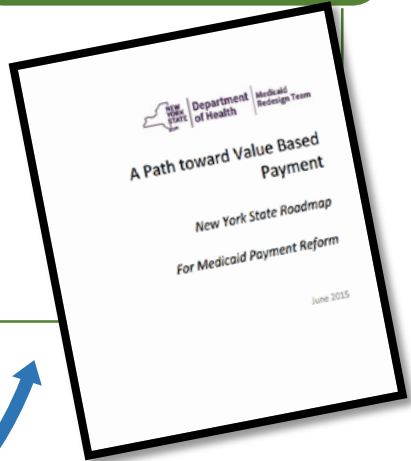 NEW YORK STATE
Department of Health
Medicaid Redesign Team
A Path toward Value Based
Payment
New York State Roadmap
For Medicaid Payment Reform
June 2015